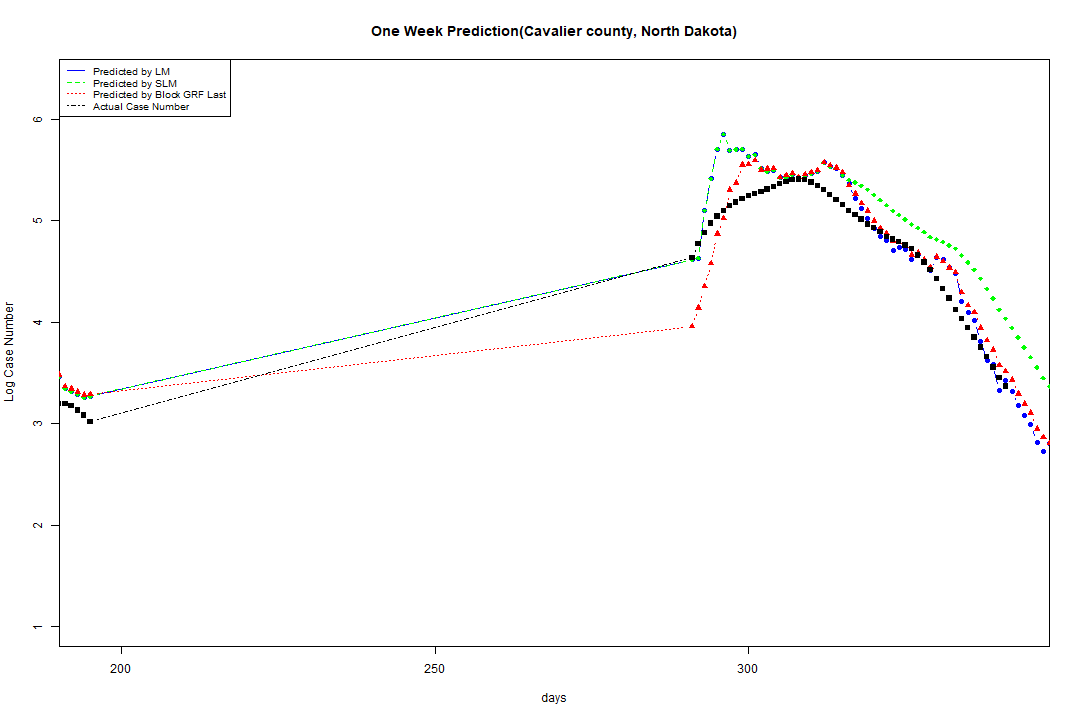 One Week Prediction(Cavalier county, North Dakota)
Predicted by LM
Predicted by SLM
Predicted by Block GRF Last
Actual Case Number
6
5
4
3
2
1
Log Case Number
200
250
300
days